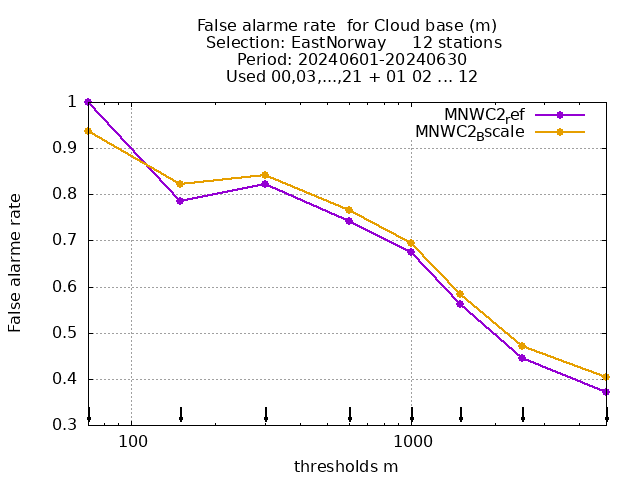 False alarme rate  for Cloud base (m)
Selection: EastNorway     12 stations
Period: 20240601-20240630
Used 00,03,...,21 + 01 02 ... 12
MNWC2ref
MNWC2Bscale
1
0.9
0.8
0.7
0.6
0.5
0.4
0.3
False alarme rate
100
1000
thresholds m